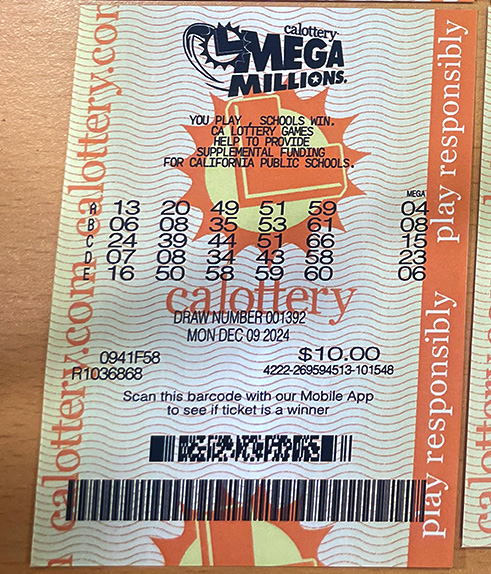 calottery
MEGA
MILLIONS.
YOU PLAY, SCHOOLS WIN.
CA LOTTERY GAMES
HELP TO PROVIDE
SUPPLEMENTAL FUNDING
FOR CALIFORNIA PUBLIC SCHOOLS.
MEGA
A 13 20 49 51 59 04
B 06 08 35 53 61 08
C 24 39 44 51 66 15
D 07 08 34 43 58 23
E 16 50 58 59 60 06
calottery
DRAW NUMBER 001392
MON DEC 09 2024
0941F58 $10.00
R1036868 4222-269594513-101548
Scan this barcode with our Mobile App
to see if ticket is a winner
calottery.com calottery.com
play responsibly
play responsibly